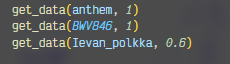 get_data(anthem, 1)
get_data(BWV846, 1)
get_data(Ievan_polkka, 0.6)